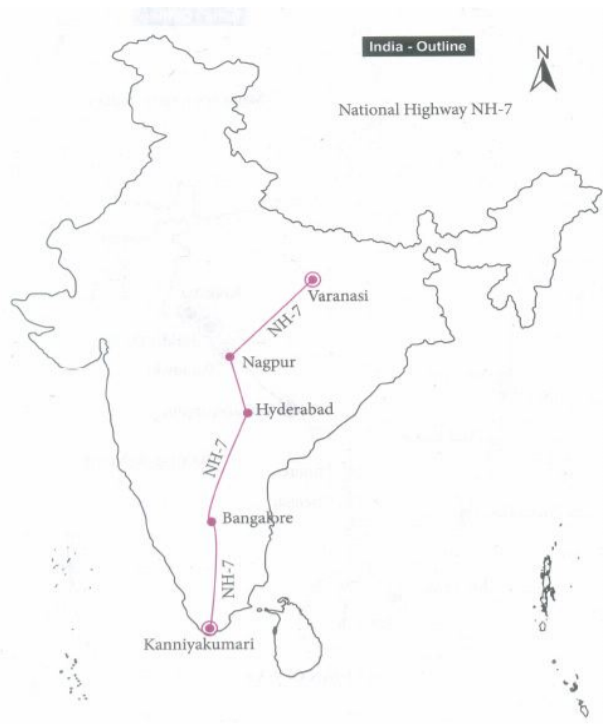 India - Outline
N
National Highway NH-7
Varanasi
NH-7
Nagpur
Hyderabad
NH-7
Bangalore
NH-7
Kanniyakumari